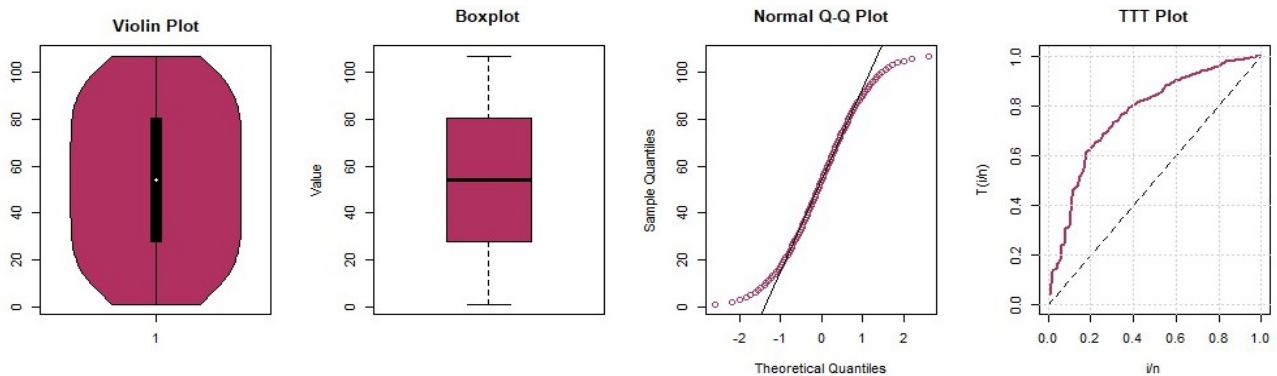 Violin Plot
0 20 40 60 80 100
1
Boxplot
Value
0 20 40 60 80 100
Normal Q-Q Plot
Sample Quantiles
0 20 40 60 80 100
-2 -1 0 1 2
Theoretical Quantiles
TTT Plot
T(i/n)
0.0 0.2 0.4 0.6 0.8 1.0
0.0 0.2 0.4 0.6 0.8 1.0
i/n